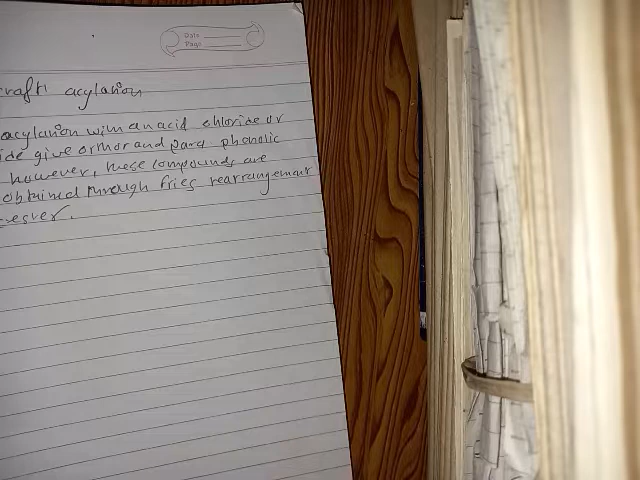 Date
Page
craft acylation
acylation with an acid chloride or
ide give ortho and para phenolic
however, these compounds are
obtained through fries rearrangement
ester.